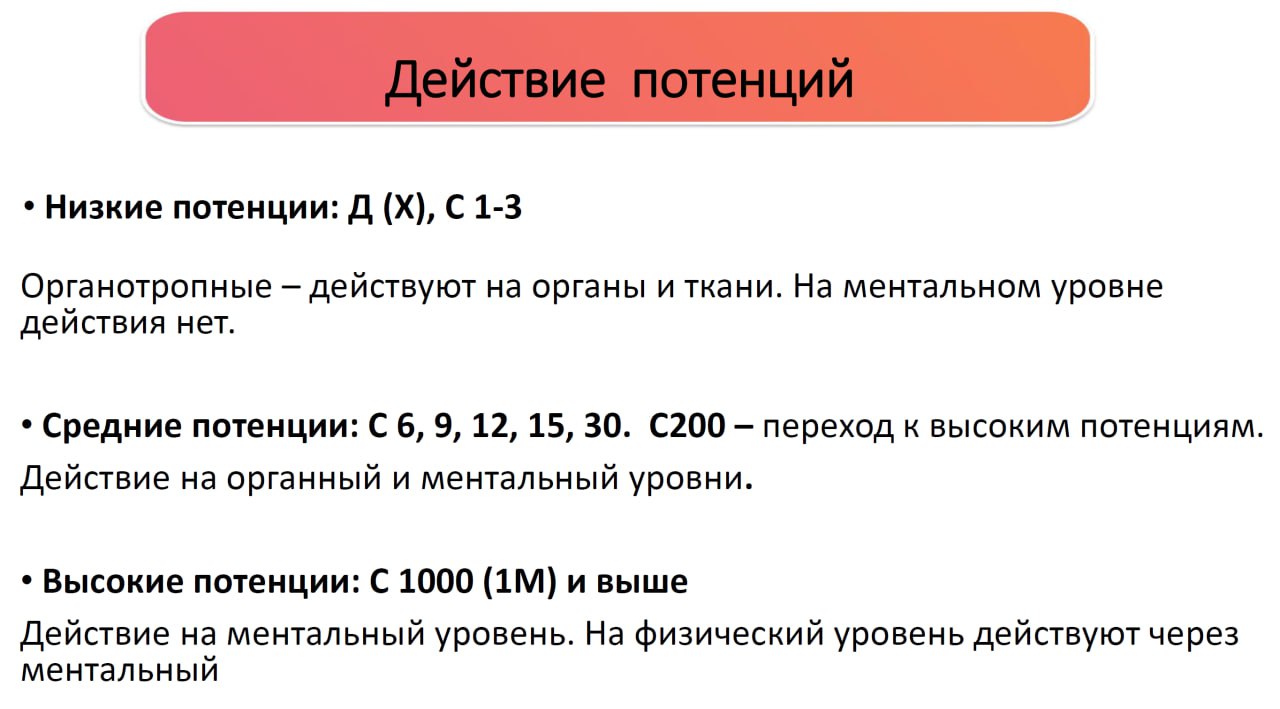 Действие потенций
• Низкие потенции: Д (Х), С 1-3
Органотропные – действуют на органы и ткани. На ментальном уровне
действия нет.
• Средние потенции: С 6, 9, 12, 15, 30. С200 – переход к высоким потенциям.
Действие на органный и ментальный уровни.
• Высокие потенции: С 1000 (1М) и выше
Действие на ментальный уровень. На физический уровень действуют через
ментальный